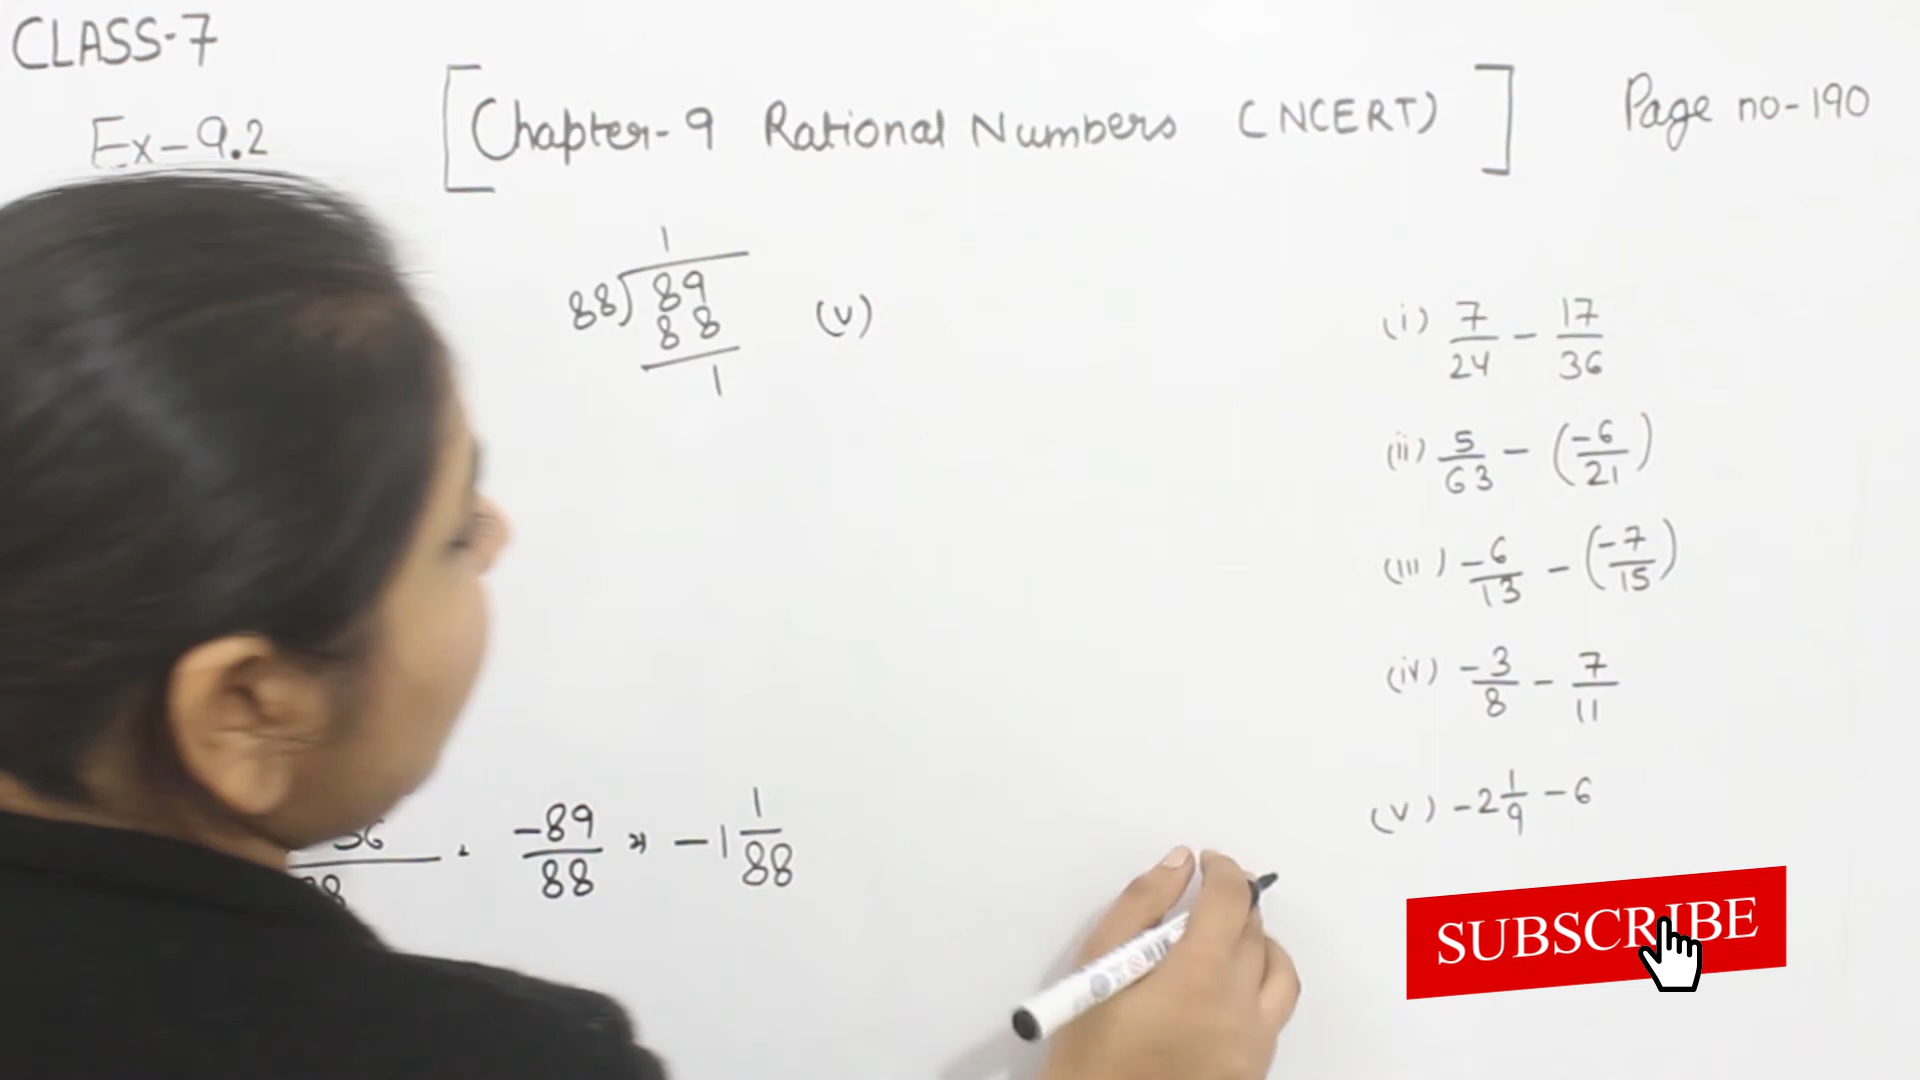 CLASS-7
Ex-9.2
[Chapter-9 Rational Numbers (NCERT)]
Page no-190
1
88)89
88
1
(v)
-89/88 -1 1/88
(i) 7/24 - 17/36
(ii) 5/63 - (-6/21)
(iii) -6/13 - (-7/15)
(iv) -3/8 - 7/11
(v) -2 1/9 - 6
SUBSCRIBE